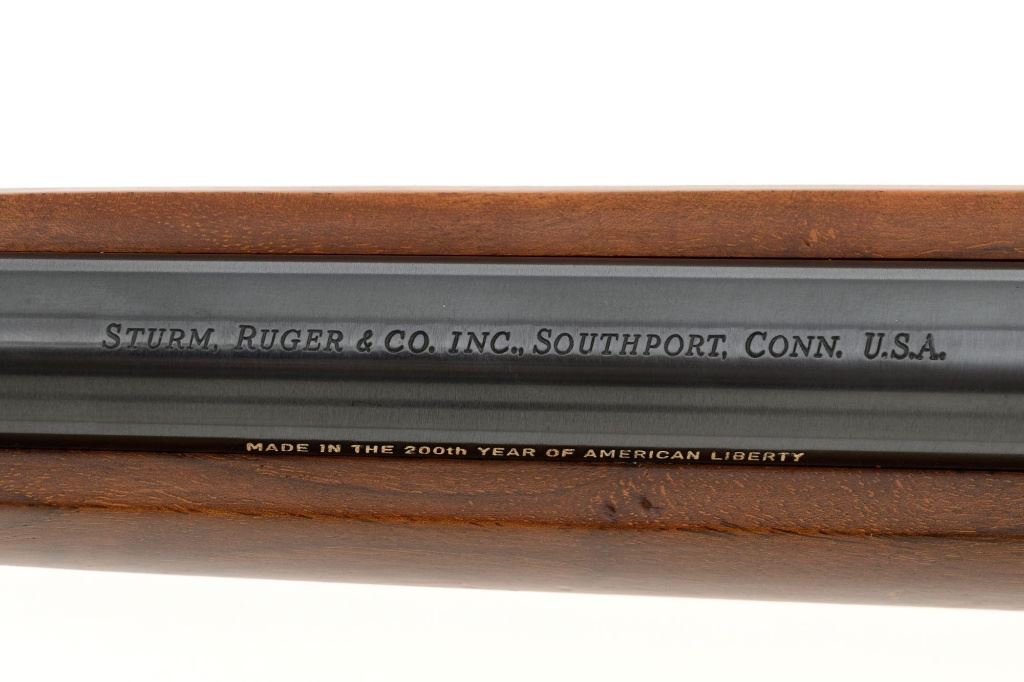 STURM, RUGER & CO. INC., SOUTHPORT, CONN. U.S.A.
MADE IN THE 200th YEAR OF AMERICAN LIBERTY